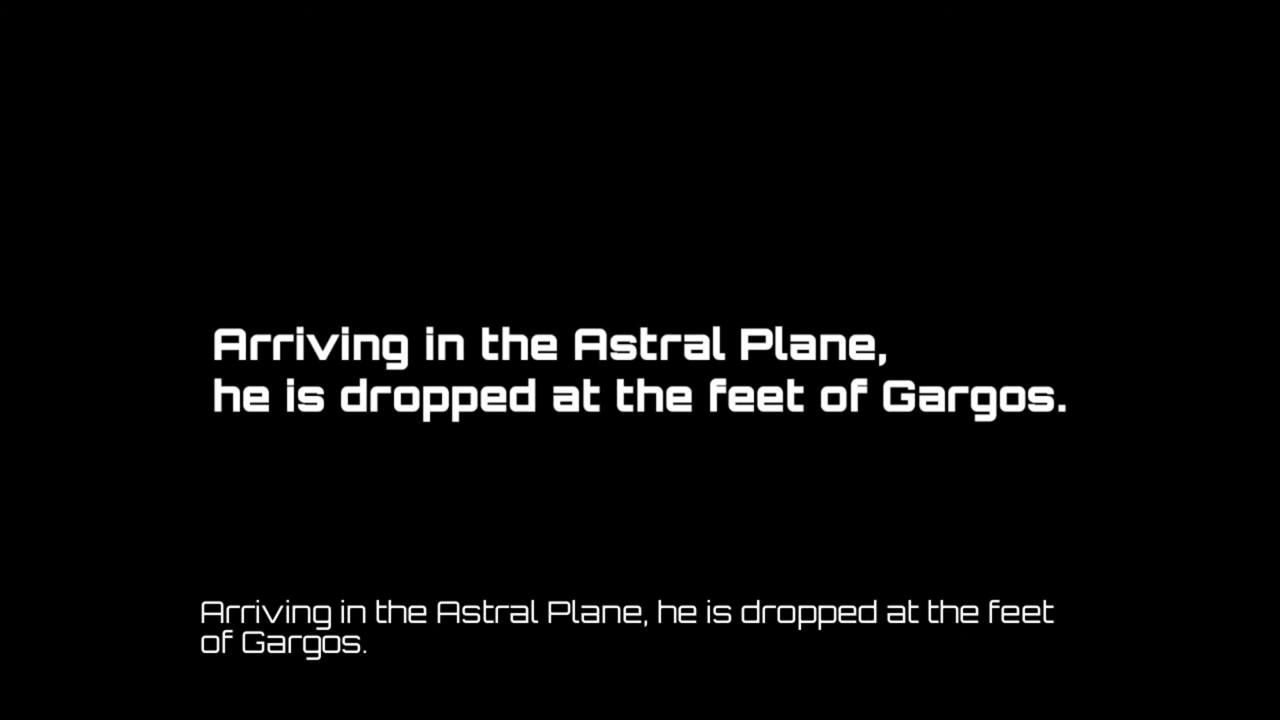 Arriving in the Astral Plane,
he is dropped at the feet of Gargos.
Arriving in the Astral Plane, he is dropped at the feet
of Gargos.